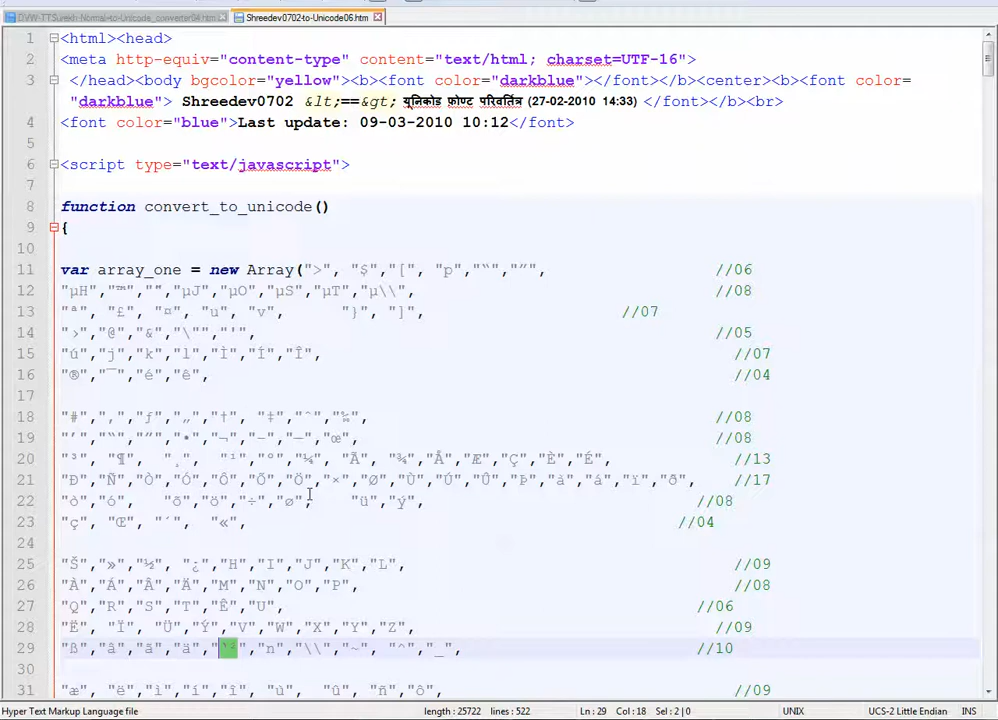 DVW-TTSurekh-Normal-to-Unicode_converter04.htm Shreedev0702-to-Unicode06.htm
1 <html><head>
2 <meta http-equiv="content-type" content="text/html; charset=UTF-16">
3 </head><body bgcolor="yellow"><b><font color="darkblue"></font></b><center><b><font color=
"darkblue"> Shreedev0702 &lt;==&gt; यूनिकोड फ़ोण्ट परिवर्तित्र (27-02-2010 14:33) </font></b><br>
4 <font color="blue">Last update: 09-03-2010 10:12</font>
5
6 <script type="text/javascript">
7
8 function convert_to_unicode()
9 {
10
11 var array_one = new Array(">", "$","[", "p","‟","‴", //06
12 "µH","™","‶","µJ","µO","µS","µT","µ\\", //08
13 "ª", "£", "¤", "u", "v", "}", "]", //07
14 "›","@","&","\"","'", //05
15 "ú","j","k","l","Ì","Í","Î", //07
16 "®","¯","é","ê", //04
17
18 "#","‚","ƒ","„","†", "‡","ˆ","‰", //08
19 "‘","“","”","•","¬","–","—","œ", //08
20 "³", "¶", "¸", "¹","º","¼", "Ã", "¾","Å","Æ","Ç","È","É", //13
21 "Ð","Ñ","Ò","Ó","Ô","Õ","Ö","×","Ø","Ù","Ú","Û","Þ","à","á","ï","ð", //17
22 "ò","ó", "õ","ö","÷","ø", "ü","ý", //08
23 "ç", "Œ", "´", "«", //04
24
25 "Š","»","½", "¿","H","I","J","K","L", //09
26 "À","Á","Â","Ä","M","N","O","P", //08
27 "Q","R","S","T","Ê","U", //06
28 "Ë", "Ï", "Ü","Ý","V","W","X","Y","Z", //09
29 "ß","â","ã","ä","`²","n","\\","~", "^","_", //10
30
31 "æ", "ë","ì","í","î", "ù", "û", "ñ","ô", //09
Hyper Text Markup Language file length : 25722 lines : 522 Ln : 29 Col : 18 Sel : 2 | 0 UNIX UCS-2 Little Endian INS